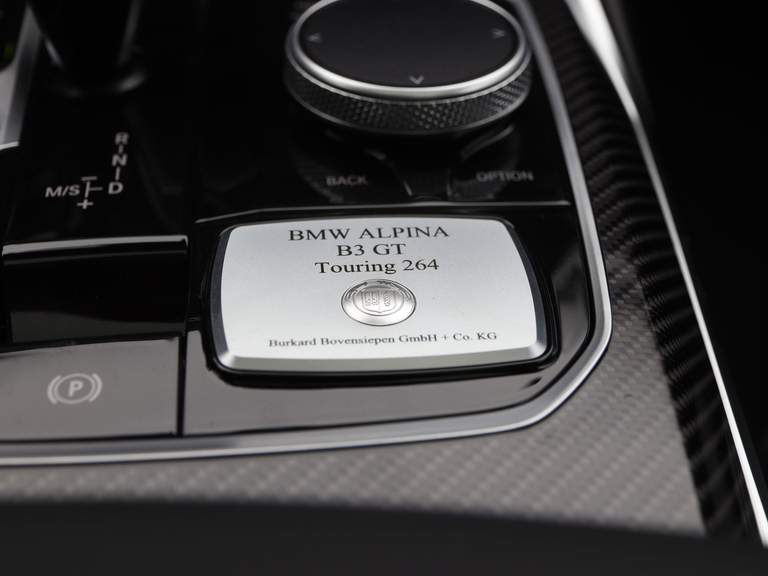 R
N
M/S D
+
P
BACK OPTION
BMW ALPINA
B3 GT
Touring 264
Burkard Bovensiepen GmbH + Co. KG